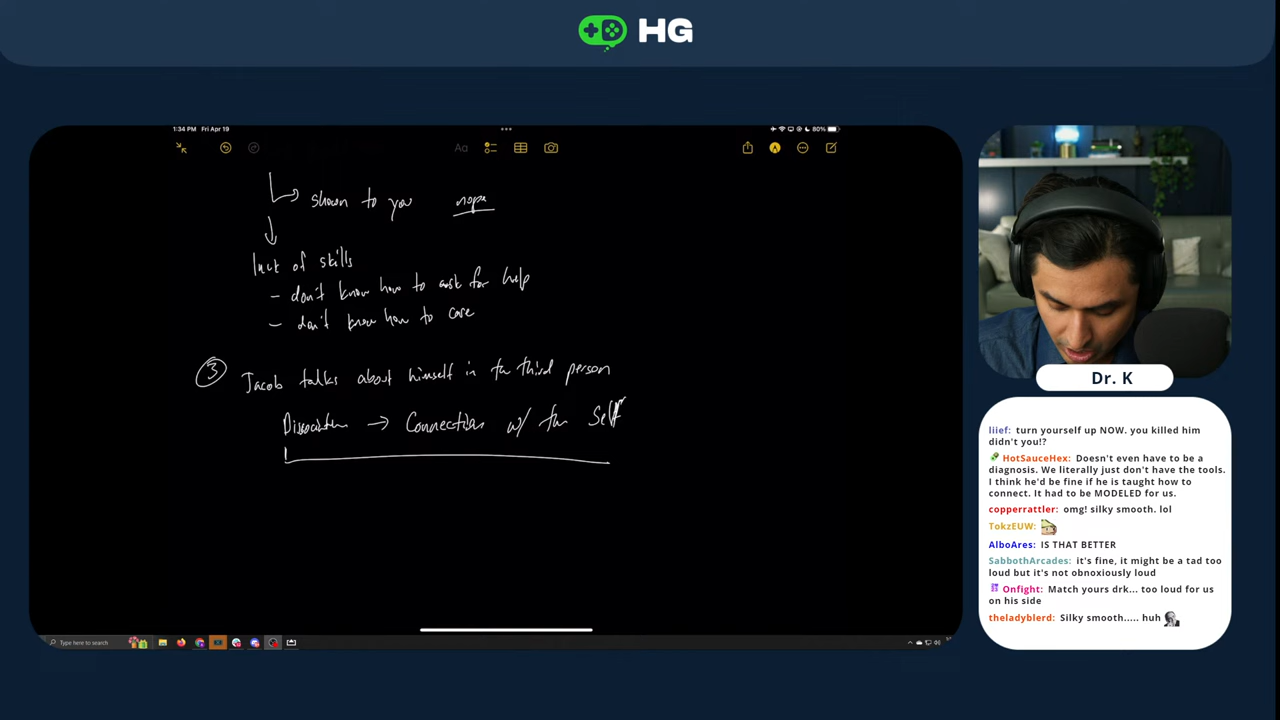 HG
1:34 PM Fri Apr 19
80%
Aa
shown to you nope
lack of skills
- don't know how to ask for help
- don't know how to care
③ Jacob talks about himself in the third person
Dissociation → Connection w/ the Self
Type here to search
Dr. K
liief: turn yourself up NOW. you killed him
didn't you!?
HotSauceHex: Doesn't even have to be a
diagnosis. We literally just don't have the tools.
I think he'd be fine if he is taught how to
connect. It had to be MODELED for us.
copperrattler: omg! silky smooth. lol
TokzEUW:
AlboAres: IS THAT BETTER
SabbothArcades: it's fine, it might be a tad too
loud but it's not obnoxiously loud
Onfight: Match yours drk... too loud for us
on his side
theladyblerd: Silky smooth..... huh